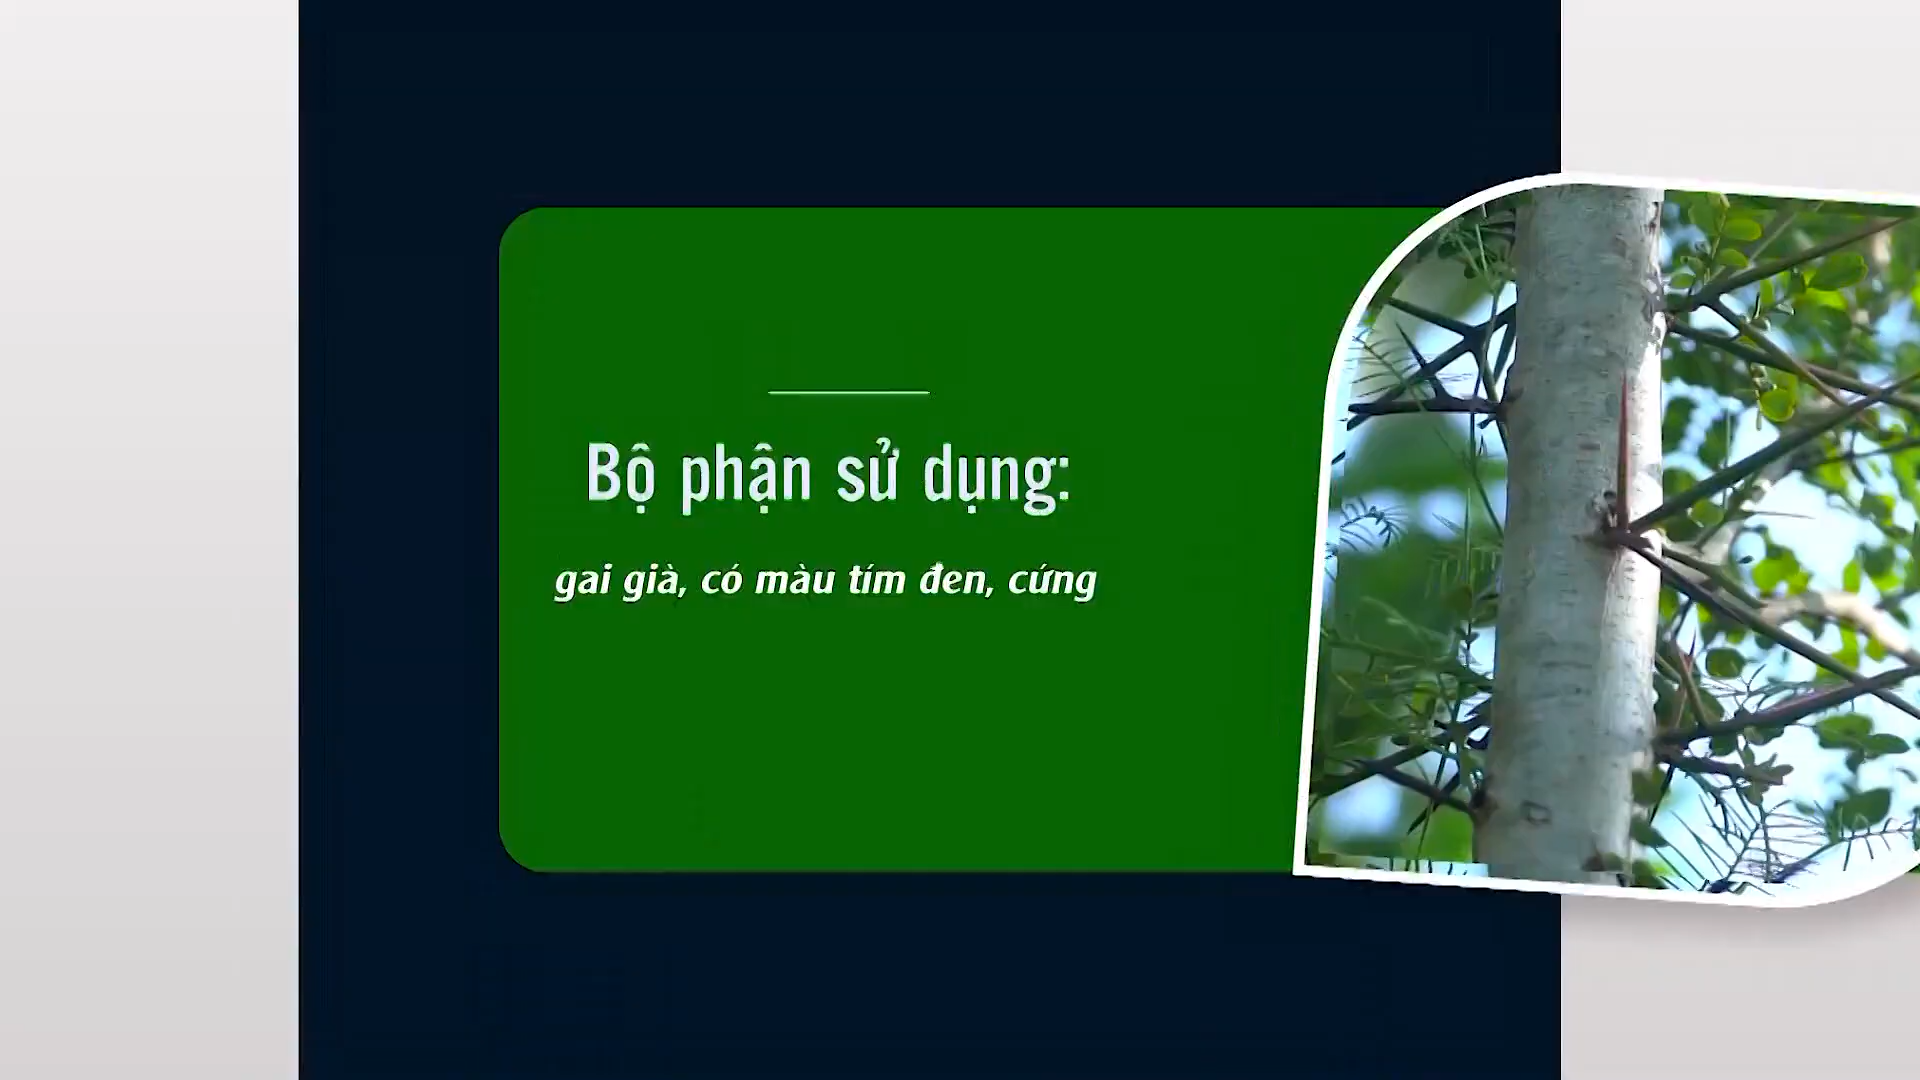 Bộ phận sử dụng:
gai già, có màu tím đen, cứng